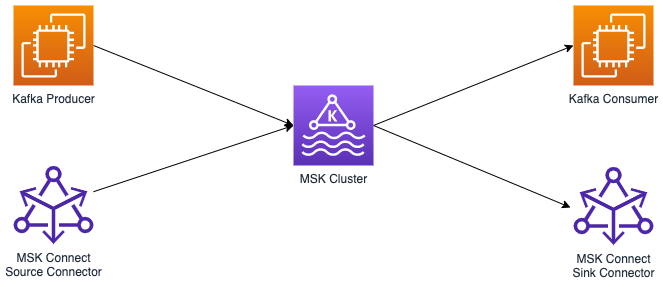 Kafka Producer
Kafka Consumer
K
MSK Cluster
MSK Connect
Source Connector
MSK Connect
Sink Connector